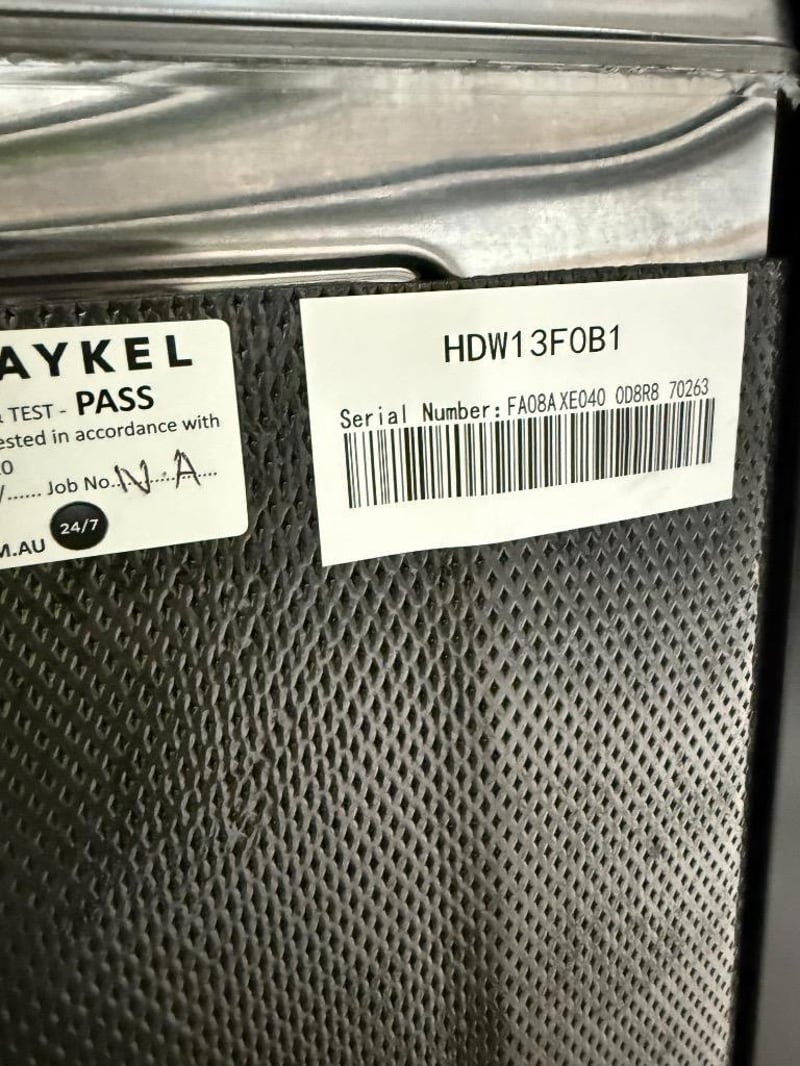 AYKEL
& TEST - PASS
ested in accordance with
0
/...... Job No. N.A
M.AU
24/7
HDW13F0B1
Serial Number: FA08AXE040 0D8R8 70263